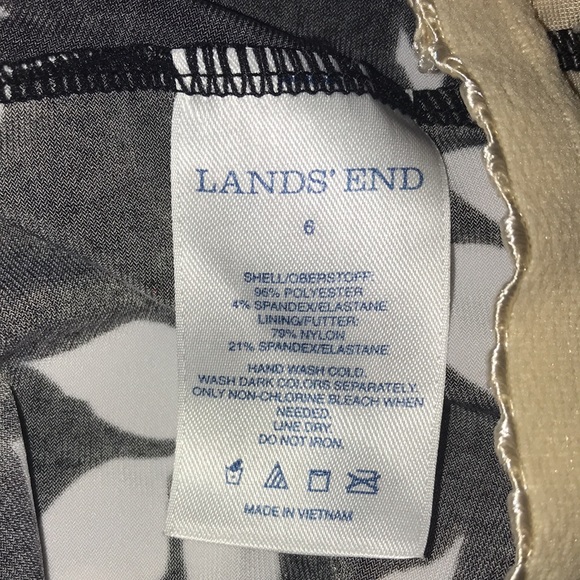 LANDS' END
6
SHELL/OBERSTOFF:
96% POLYESTER
4% SPANDEX/ELASTANE
LINING/FUTTER:
79% NYLON
21% SPANDEX/ELASTANE
HAND WASH COLD.
WASH DARK COLORS SEPARATELY.
ONLY NON-CHLORINE BLEACH WHEN
NEEDED.
LINE DRY.
DO NOT IRON.
MADE IN VIETNAM